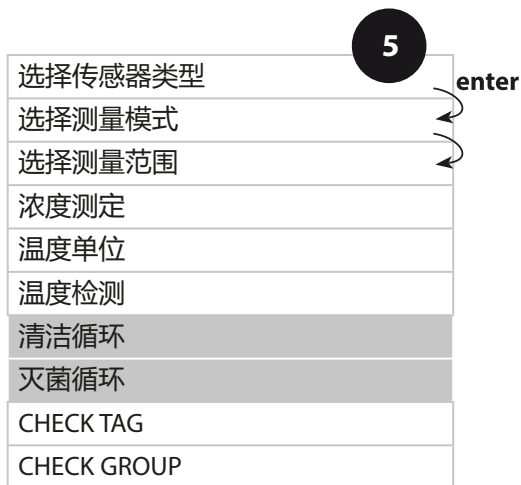 5
选择传感器类型
enter
选择测量模式
选择测量范围
浓度测定
温度单位
温度检测
清洁循环
灭菌循环
CHECK TAG
CHECK GROUP